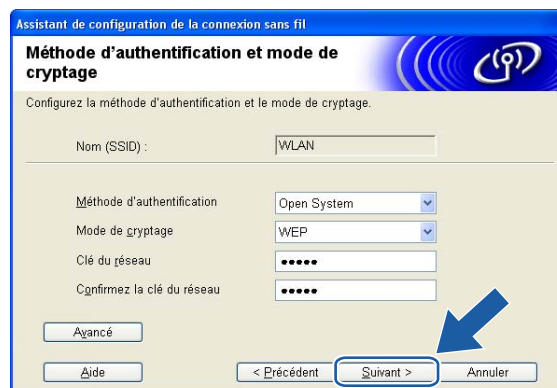 Assistant de configuration de la connexion sans fil
Méthode d'authentification et mode de
cryptage
Configurez la méthode d'authentification et le mode de cryptage.
Nom (SSID) : WLAN
Méthode d'authentification Open System
Mode de cryptage WEP
Clé du réseau •••••
Confirmez la clé du réseau •••••
Avancé
Aide < Précédent Suivant > Annuler